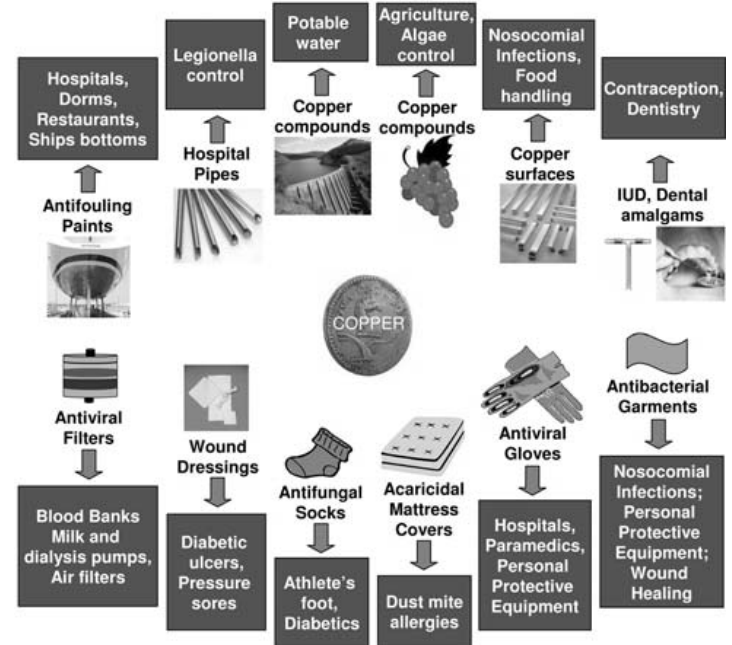 Hospitals,
Dorms,
Restaurants,
Ships bottoms
Antifouling
Paints
Legionella
control
Hospital
Pipes
Potable
water
Copper
compounds
Agriculture,
Algae
control
Copper
compounds
Nosocomial
Infections,
Food
handling
Copper
surfaces
Contraception,
Dentistry
IUD, Dental
amalgams
COPPER
Antiviral
Filters
Blood Banks
Milk and
dialysis pumps,
Air filters
Wound
Dressings
Diabetic
ulcers,
Pressure
sores
Antifungal
Socks
Athlete's
foot,
Diabetics
Acaricidal
Mattress
Covers
Dust mite
allergies
Antiviral
Gloves
Hospitals,
Paramedics,
Personal
Protective
Equipment
Antibacterial
Garments
Nosocomial
Infections;
Personal
Protective
Equipment;
Wound
Healing